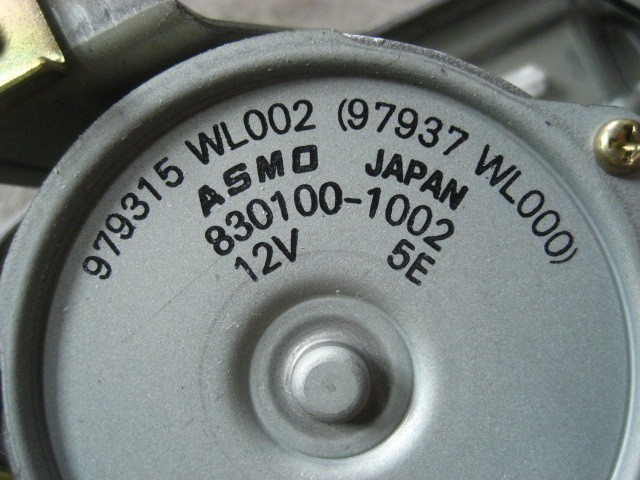 979315 WL002 (97937 WL000)
ASMO JAPAN
830100-1002
12V 5E